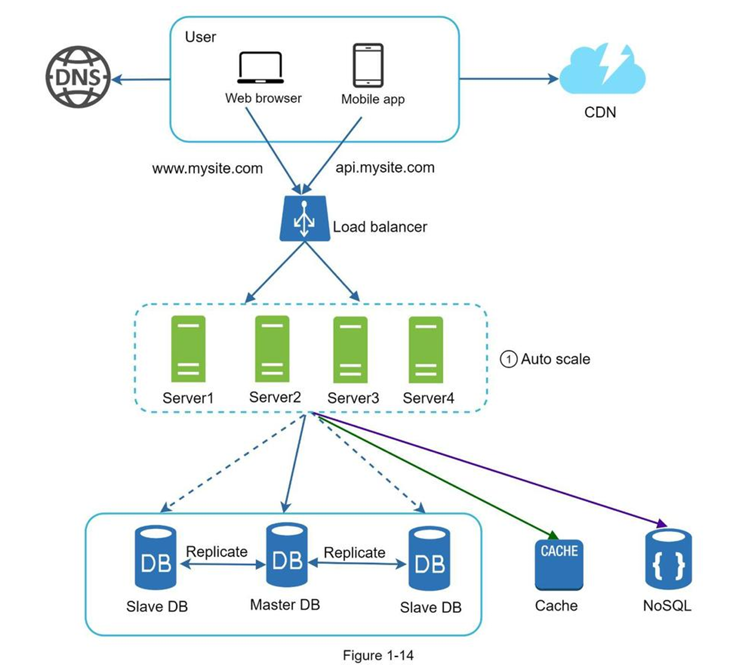 User
DNS
Web browser
Mobile app
CDN
www.mysite.com
api.mysite.com
Load balancer
Server1
Server2
Server3
Server4
1 Auto scale
DB
Replicate
DB
Replicate
DB
CACHE
{ }
Slave DB
Master DB
Slave DB
Cache
NoSQL
Figure 1-14